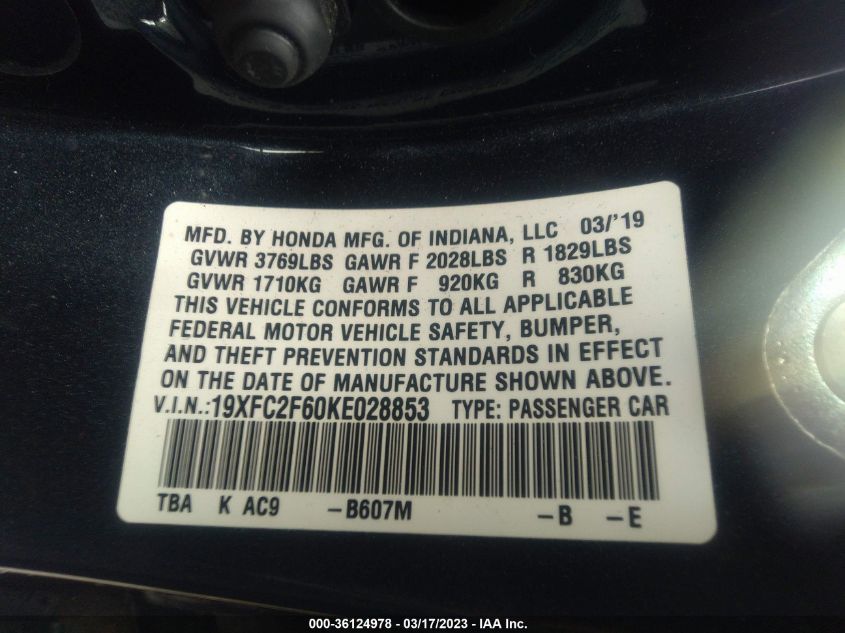 MFD. BY HONDA MFG. OF INDIANA, LLC 03/'19
GVWR 3769LBS GAWR F 2028LBS R 1829LBS
GVWR 1710KG GAWR F 920KG R 830KG
THIS VEHICLE CONFORMS TO ALL APPLICABLE
FEDERAL MOTOR VEHICLE SAFETY, BUMPER,
AND THEFT PREVENTION STANDARDS IN EFFECT
ON THE DATE OF MANUFACTURE SHOWN ABOVE.
V.I.N.:19XFC2F60KE028853 TYPE: PASSENGER CAR
TBA K AC9 -B607M -B -E
000-36124978 - 03/17/2023 - IAA Inc.